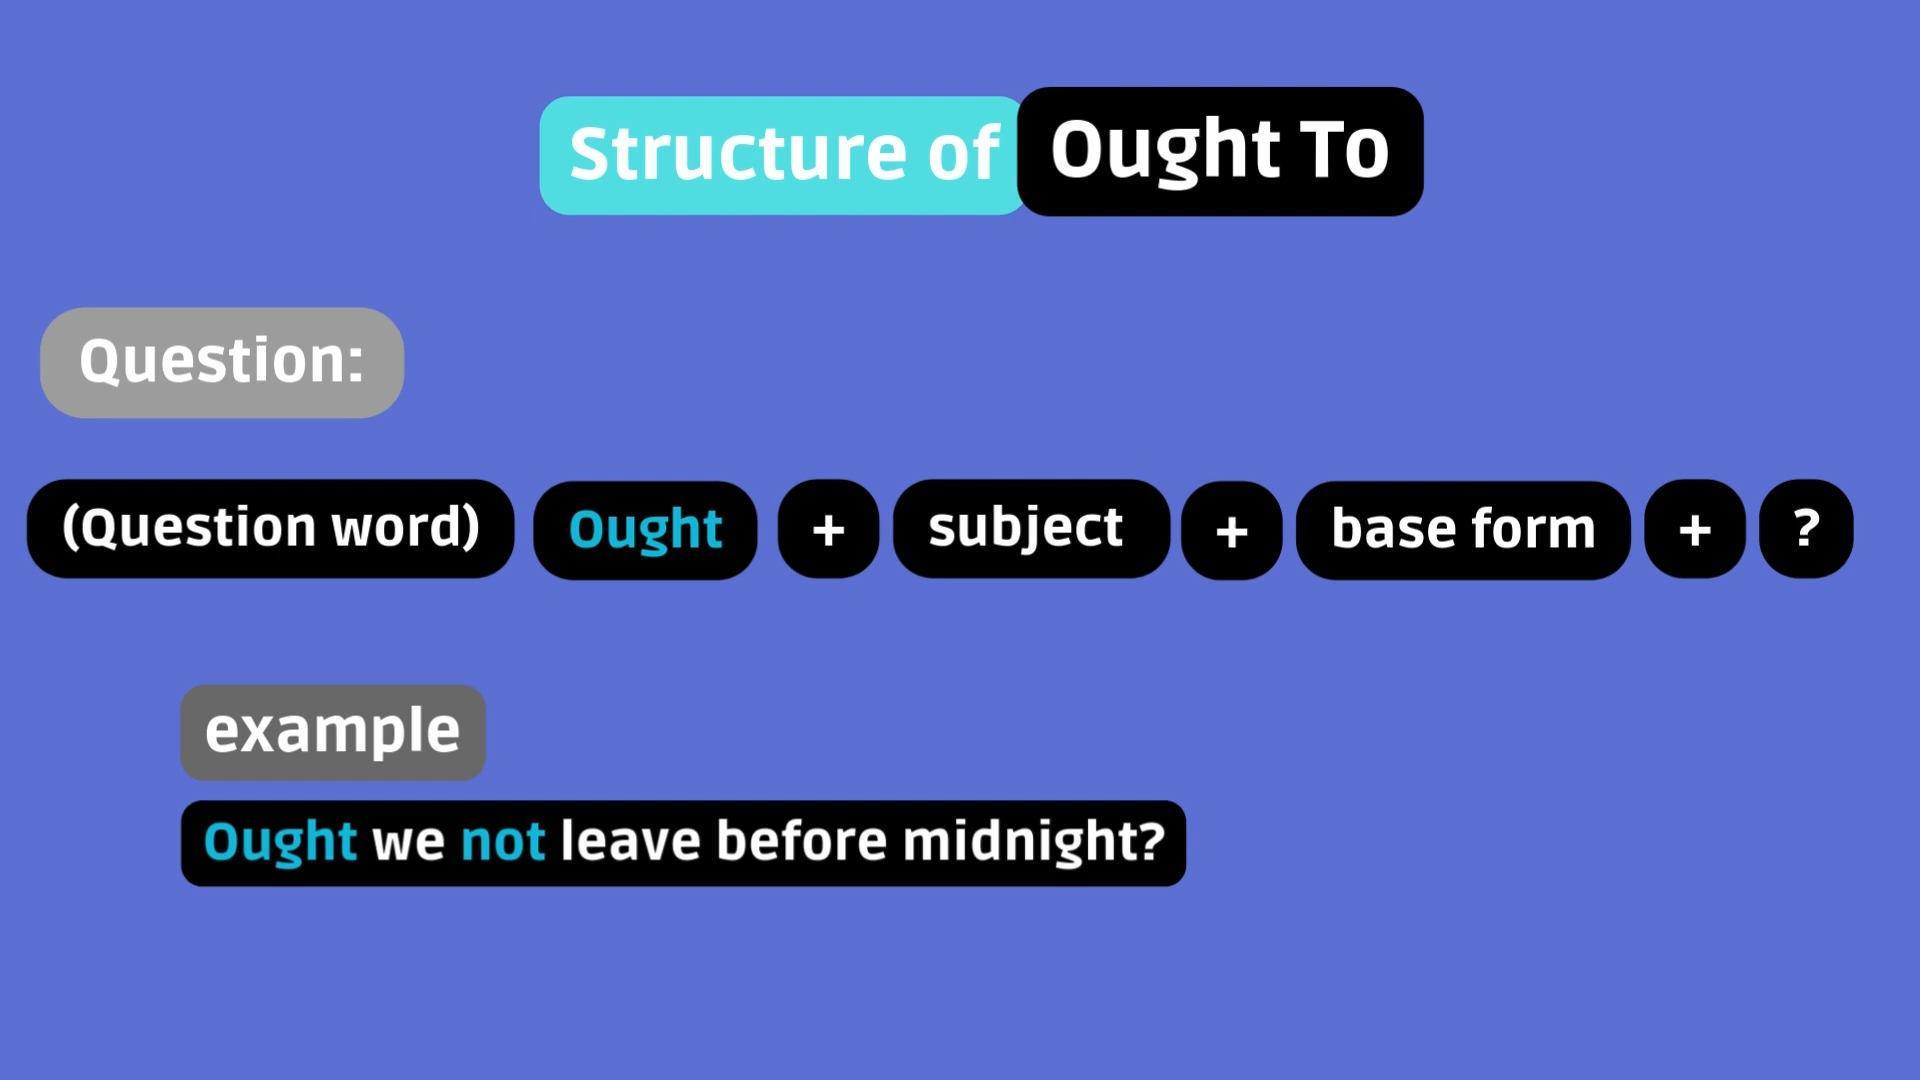 Structure of Ought To
Question:
(Question word) Ought + subject + base form + ?
example
Ought we not leave before midnight?